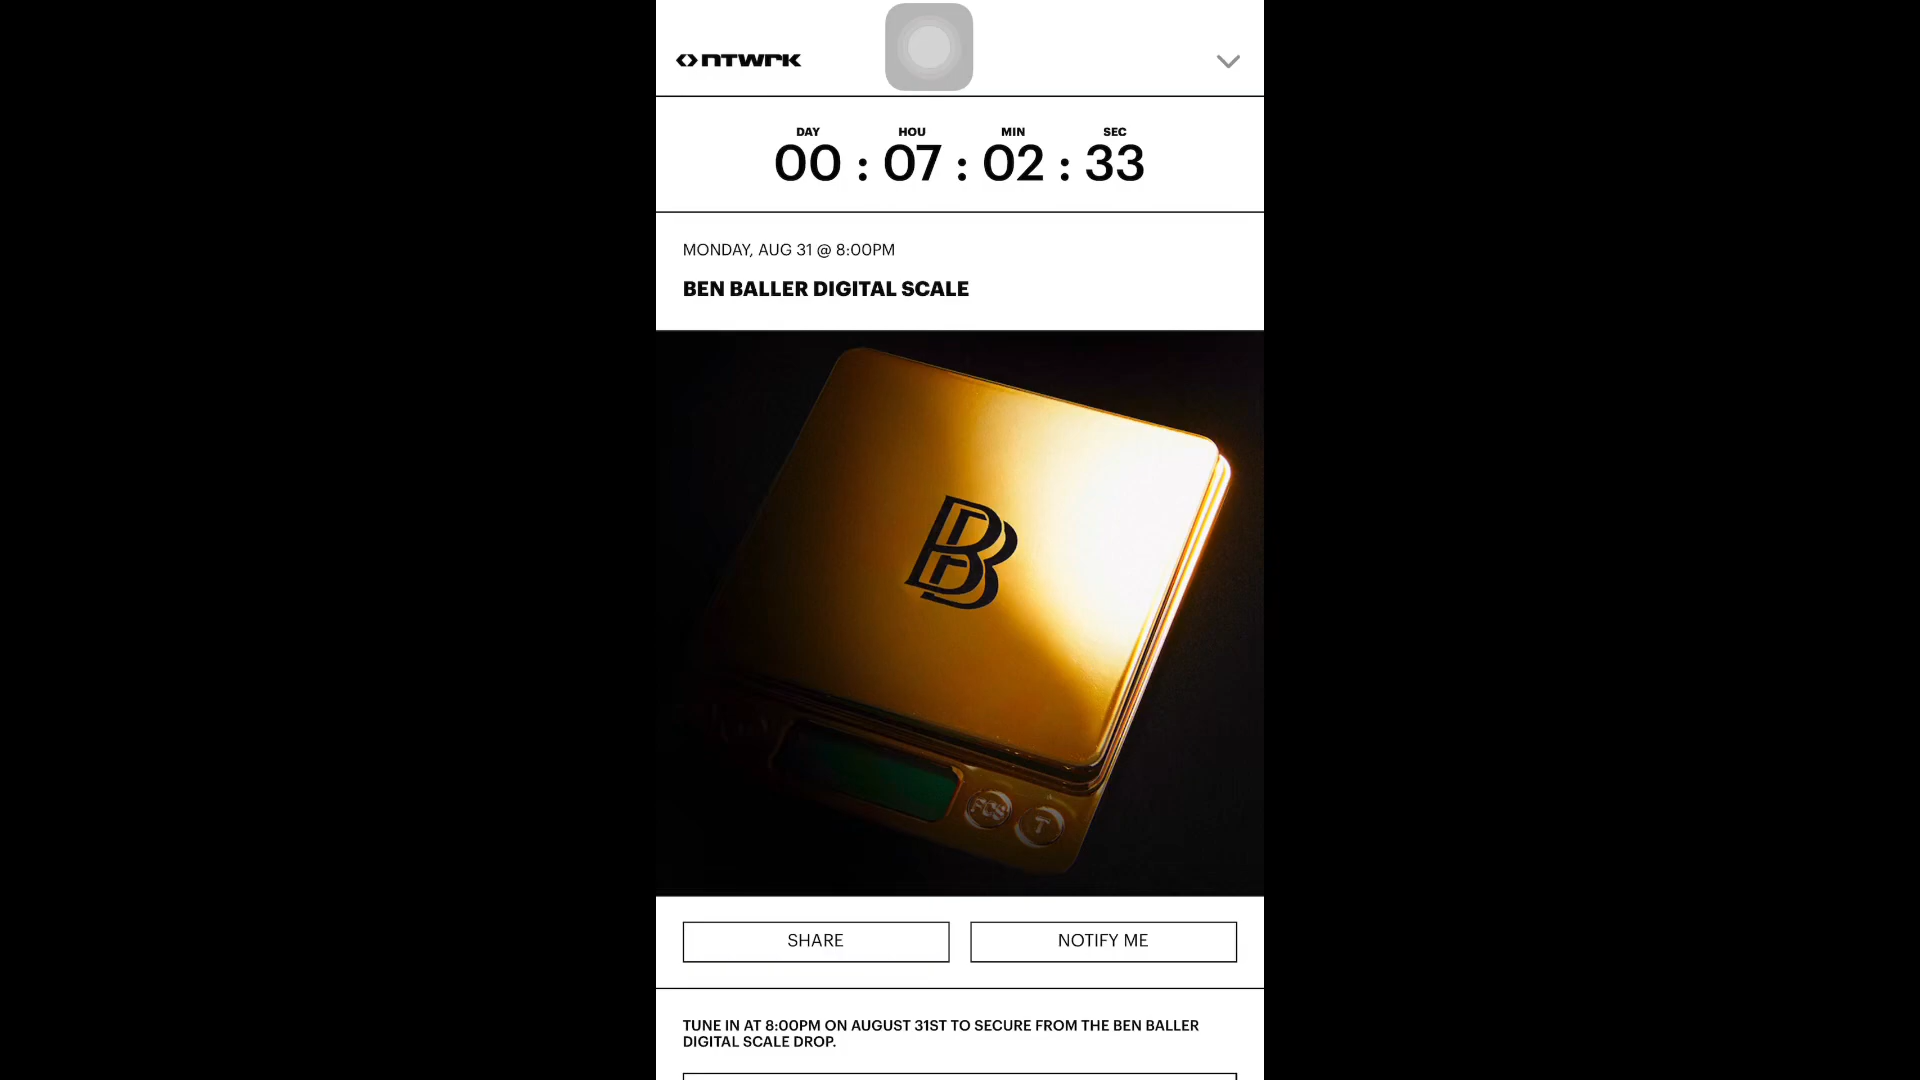 NTWRK
DAY HOU MIN SEC
00 : 07 : 02 : 33
MONDAY, AUG 31 @ 8:00PM
BEN BALLER DIGITAL SCALE
BB
PCS T
SHARE NOTIFY ME
TUNE IN AT 8:00PM ON AUGUST 31ST TO SECURE FROM THE BEN BALLER
DIGITAL SCALE DROP.